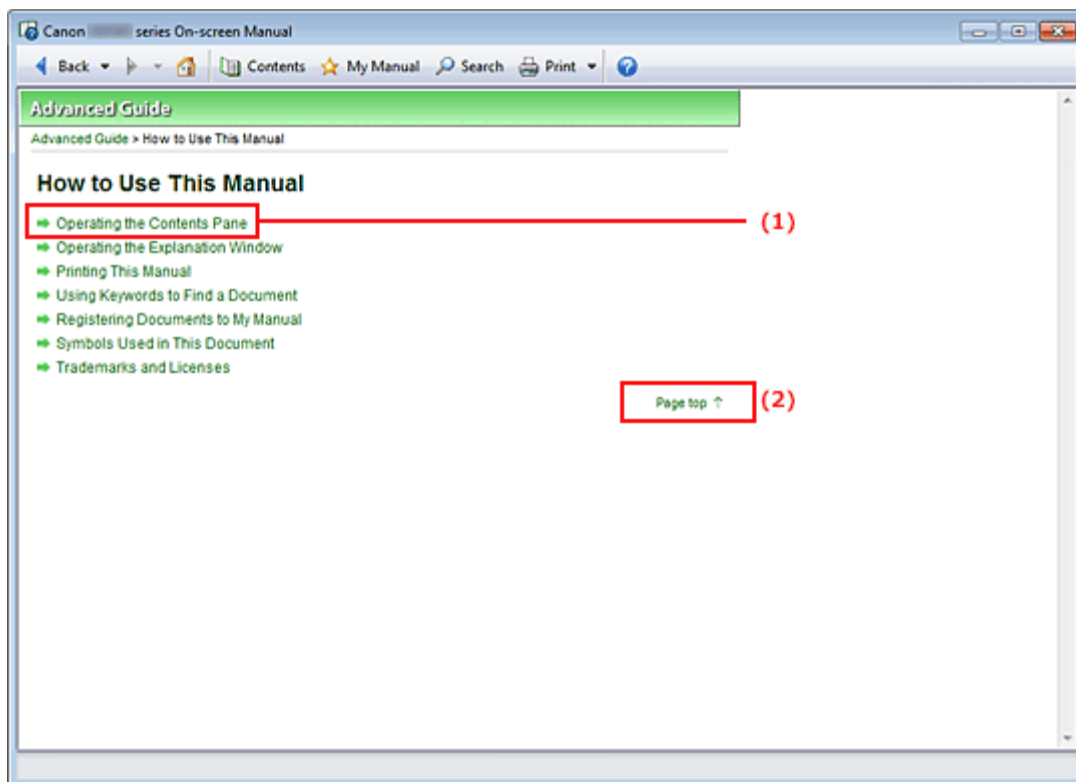 Canon series On-screen Manual
Back Contents My Manual Search Print
Advanced Guide
Advanced Guide > How to Use This Manual
How to Use This Manual
Operating the Contents Pane (1)
Operating the Explanation Window
Printing This Manual
Using Keywords to Find a Document
Registering Documents to My Manual
Symbols Used in This Document
Trademarks and Licenses
Page top ↑ (2)